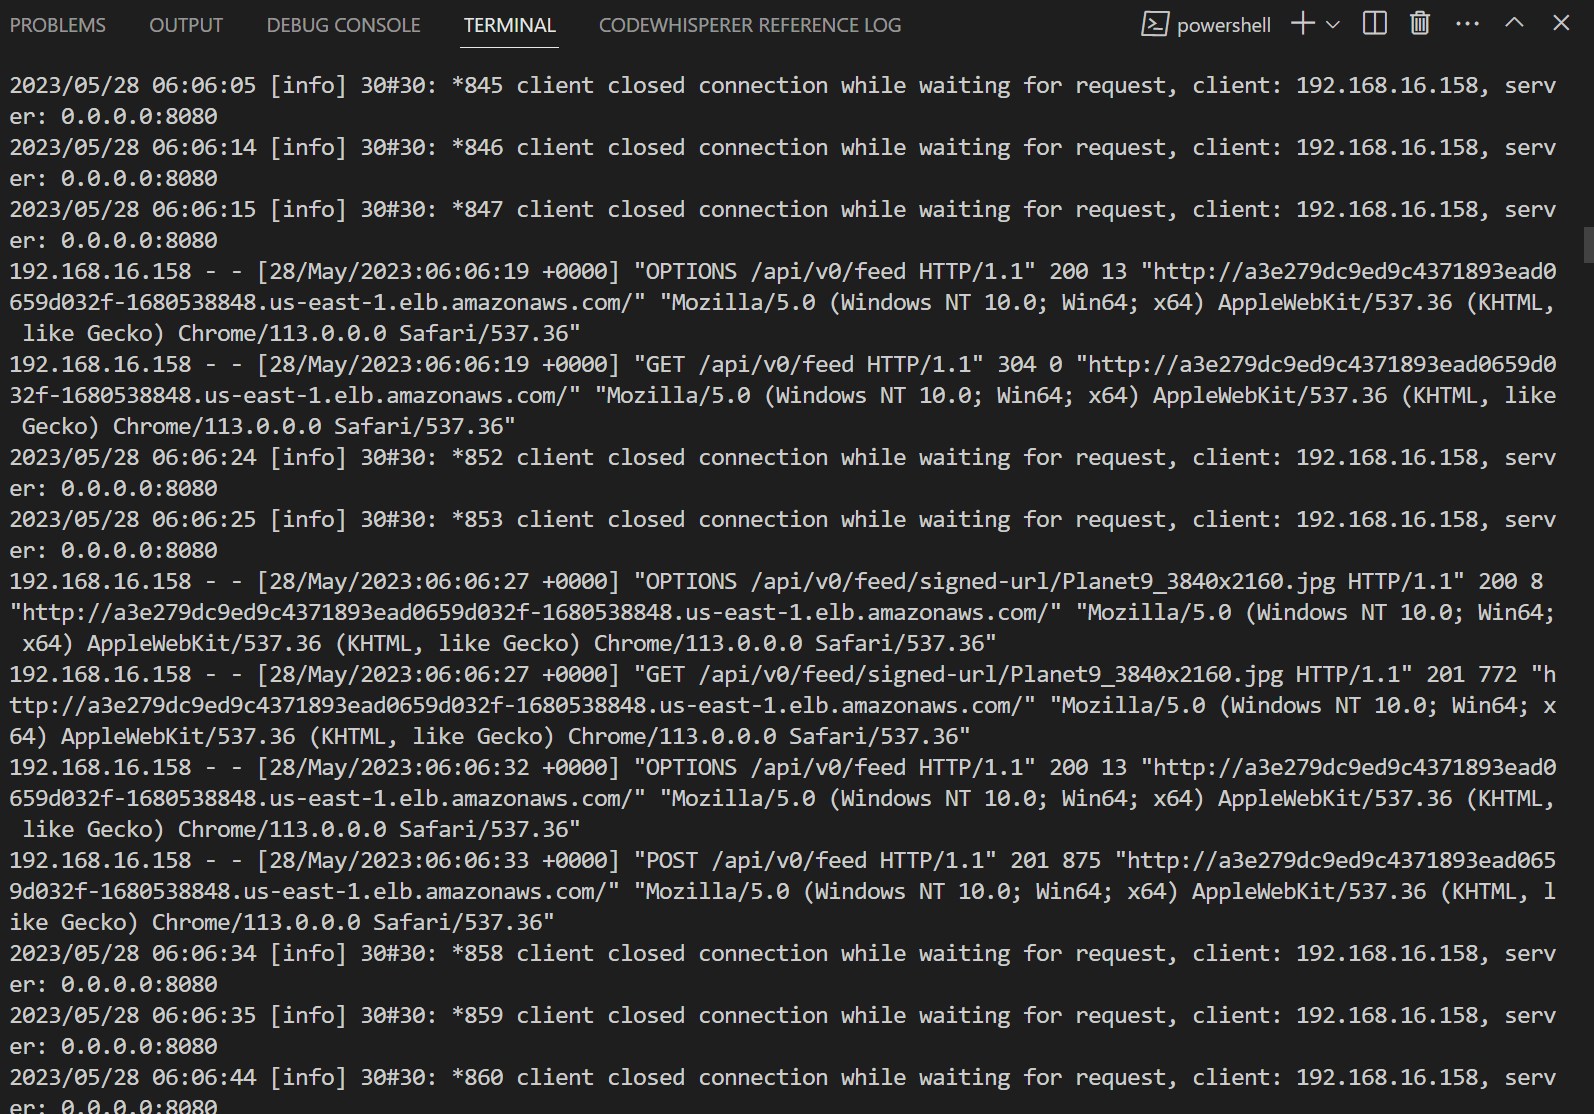 PROBLEMS OUTPUT DEBUG CONSOLE TERMINAL CODEWHISPERER REFERENCE LOG powershell
2023/05/28 06:06:05 [info] 30#30: *845 client closed connection while waiting for request, client: 192.168.16.158, serv
er: 0.0.0.0:8080
2023/05/28 06:06:14 [info] 30#30: *846 client closed connection while waiting for request, client: 192.168.16.158, serv
er: 0.0.0.0:8080
2023/05/28 06:06:15 [info] 30#30: *847 client closed connection while waiting for request, client: 192.168.16.158, serv
er: 0.0.0.0:8080
192.168.16.158 - - [28/May/2023:06:06:19 +0000] "OPTIONS /api/v0/feed HTTP/1.1" 200 13 "http://a3e279dc9ed9c4371893ead0
659d032f-1680538848.us-east-1.elb.amazonaws.com/" "Mozilla/5.0 (Windows NT 10.0; Win64; x64) AppleWebKit/537.36 (KHTML,
 like Gecko) Chrome/113.0.0.0 Safari/537.36"
192.168.16.158 - - [28/May/2023:06:06:19 +0000] "GET /api/v0/feed HTTP/1.1" 304 0 "http://a3e279dc9ed9c4371893ead0659d0
32f-1680538848.us-east-1.elb.amazonaws.com/" "Mozilla/5.0 (Windows NT 10.0; Win64; x64) AppleWebKit/537.36 (KHTML, like
 Gecko) Chrome/113.0.0.0 Safari/537.36"
2023/05/28 06:06:24 [info] 30#30: *852 client closed connection while waiting for request, client: 192.168.16.158, serv
er: 0.0.0.0:8080
2023/05/28 06:06:25 [info] 30#30: *853 client closed connection while waiting for request, client: 192.168.16.158, serv
er: 0.0.0.0:8080
192.168.16.158 - - [28/May/2023:06:06:27 +0000] "OPTIONS /api/v0/feed/signed-url/Planet9_3840x2160.jpg HTTP/1.1" 200 8
"http://a3e279dc9ed9c4371893ead0659d032f-1680538848.us-east-1.elb.amazonaws.com/" "Mozilla/5.0 (Windows NT 10.0; Win64;
 x64) AppleWebKit/537.36 (KHTML, like Gecko) Chrome/113.0.0.0 Safari/537.36"
192.168.16.158 - - [28/May/2023:06:06:27 +0000] "GET /api/v0/feed/signed-url/Planet9_3840x2160.jpg HTTP/1.1" 201 772 "h
ttp://a3e279dc9ed9c4371893ead0659d032f-1680538848.us-east-1.elb.amazonaws.com/" "Mozilla/5.0 (Windows NT 10.0; Win64; x
64) AppleWebKit/537.36 (KHTML, like Gecko) Chrome/113.0.0.0 Safari/537.36"
192.168.16.158 - - [28/May/2023:06:06:32 +0000] "OPTIONS /api/v0/feed HTTP/1.1" 200 13 "http://a3e279dc9ed9c4371893ead0
659d032f-1680538848.us-east-1.elb.amazonaws.com/" "Mozilla/5.0 (Windows NT 10.0; Win64; x64) AppleWebKit/537.36 (KHTML,
 like Gecko) Chrome/113.0.0.0 Safari/537.36"
192.168.16.158 - - [28/May/2023:06:06:33 +0000] "POST /api/v0/feed HTTP/1.1" 201 875 "http://a3e279dc9ed9c4371893ead065
9d032f-1680538848.us-east-1.elb.amazonaws.com/" "Mozilla/5.0 (Windows NT 10.0; Win64; x64) AppleWebKit/537.36 (KHTML, l
ike Gecko) Chrome/113.0.0.0 Safari/537.36"
2023/05/28 06:06:34 [info] 30#30: *858 client closed connection while waiting for request, client: 192.168.16.158, serv
er: 0.0.0.0:8080
2023/05/28 06:06:35 [info] 30#30: *859 client closed connection while waiting for request, client: 192.168.16.158, serv
er: 0.0.0.0:8080
2023/05/28 06:06:44 [info] 30#30: *860 client closed connection while waiting for request, client: 192.168.16.158, serv
er: 0.0.0.0:8080